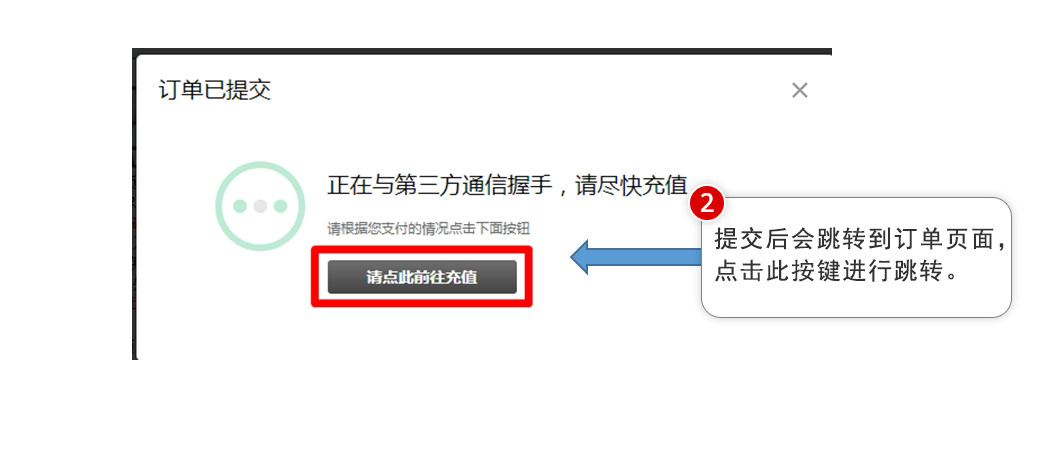 订单已提交
正在与第三方通信握手，请尽快充值
请根据您支付的情况点击下面按钮
请点此前往充值
2
提交后会跳转到订单页面，
点击此按键进行跳转。